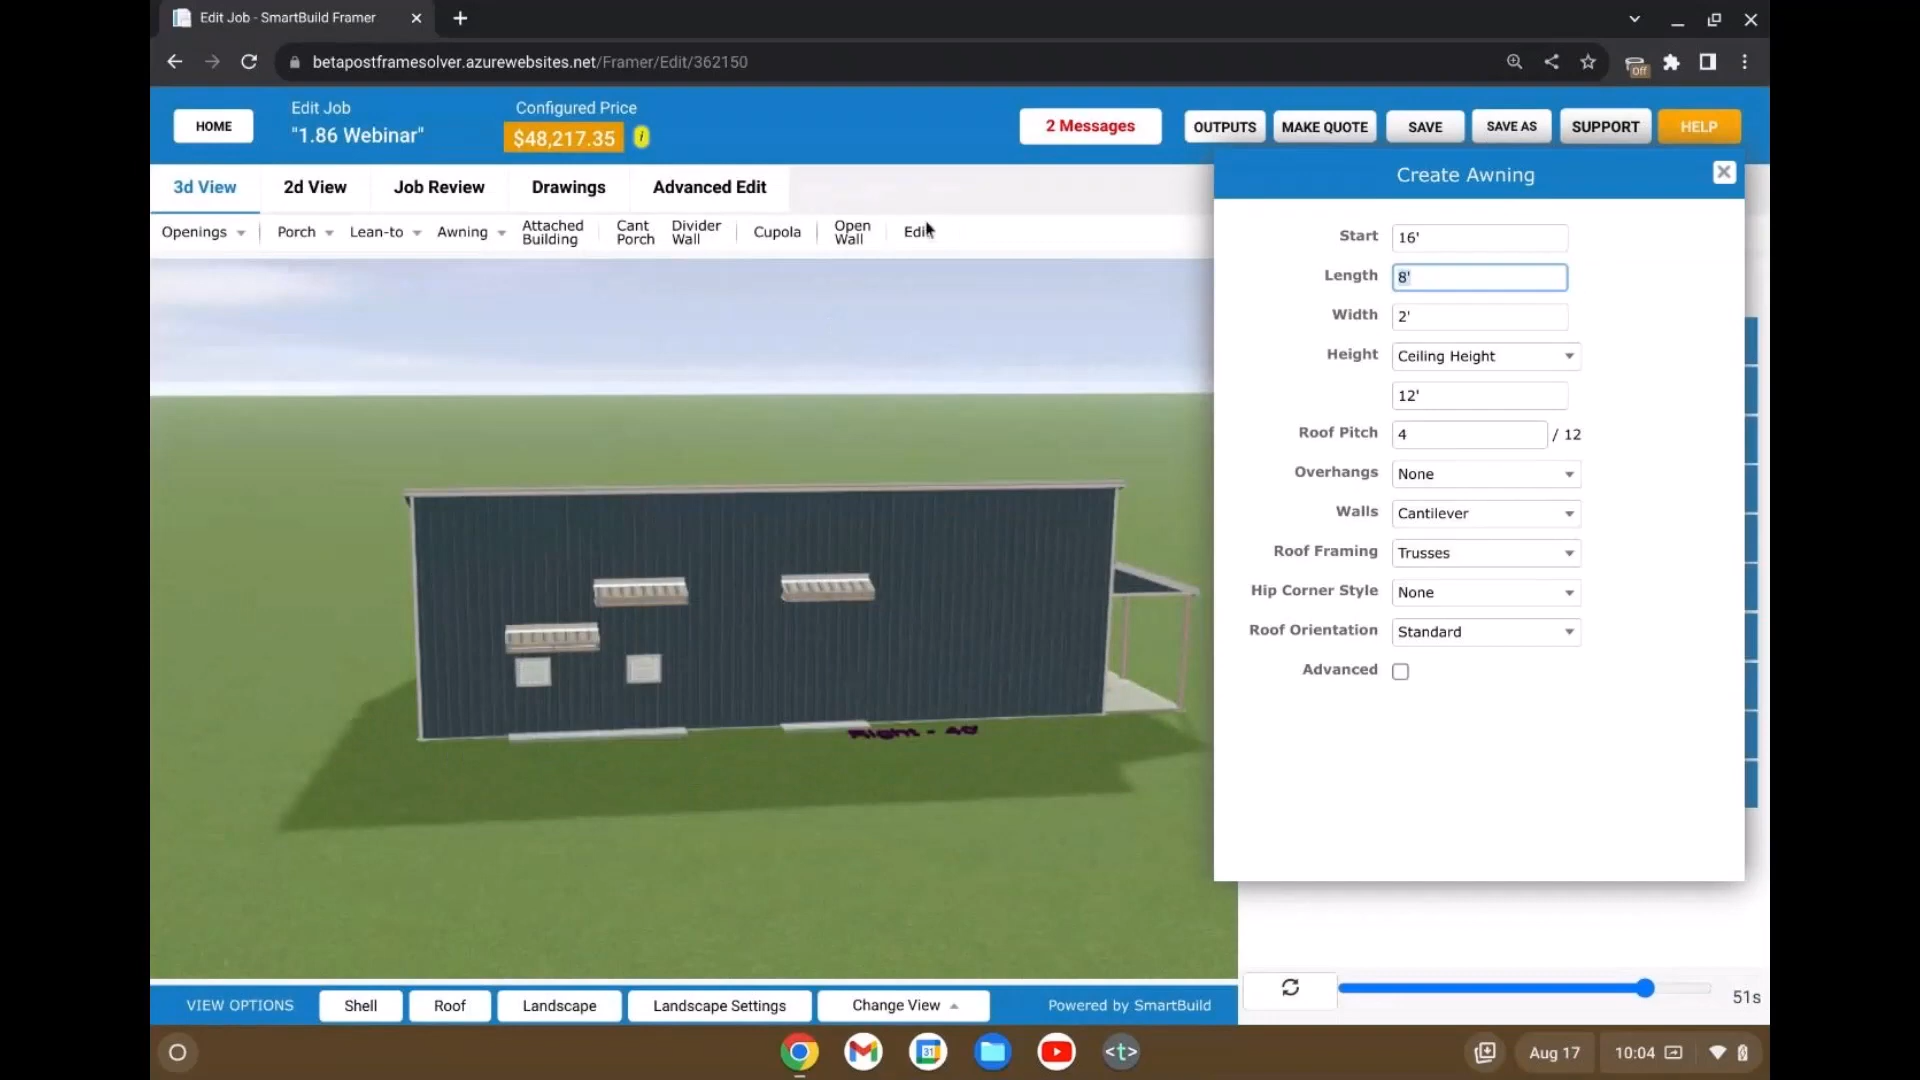 Edit Job - SmartBuild Framer
betapostframesolver.azurewebsites.net/Framer/Edit/362150
Off
HOME
Edit Job
"1.86 Webinar"
Configured Price
$48,217.35
i
2 Messages
OUTPUTS
MAKE QUOTE
SAVE
SAVE AS
SUPPORT
HELP
3d View
2d View
Job Review
Drawings
Advanced Edit
Openings
Porch
Lean-to
Awning
Attached Building
Cant Porch
Divider Wall
Cupola
Open Wall
Edit
Create Awning
Start 16'
Length 8'
Width 2'
Height Ceiling Height
12'
Roof Pitch 4 / 12
Overhangs None
Walls Cantilever
Roof Framing Trusses
Hip Corner Style None
Roof Orientation Standard
Advanced
Right - 40
51s
VIEW OPTIONS
Shell
Roof
Landscape
Landscape Settings
Change View
Powered by SmartBuild
31
<t>
Aug 17
10:04